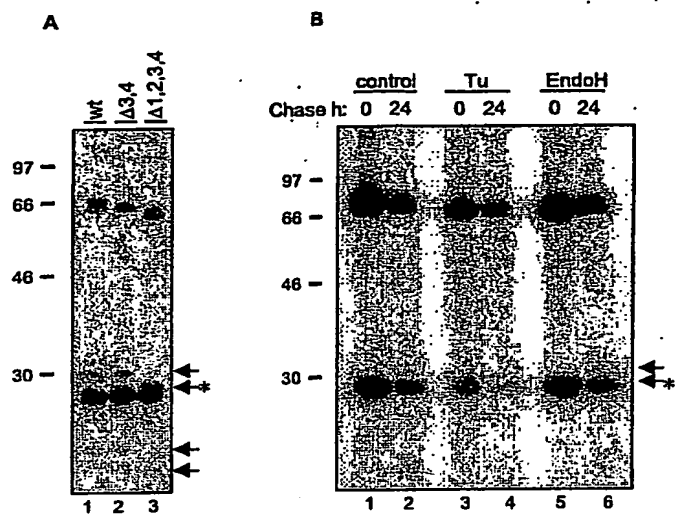 A
|wt
|Δ3,4
|Δ1,2,3,4
97
66
46
30
*
1 2 3
B
control Tu EndoH
Chase h: 0 24 0 24 0 24
97
66
46
30
*
1 2 3 4 5 6